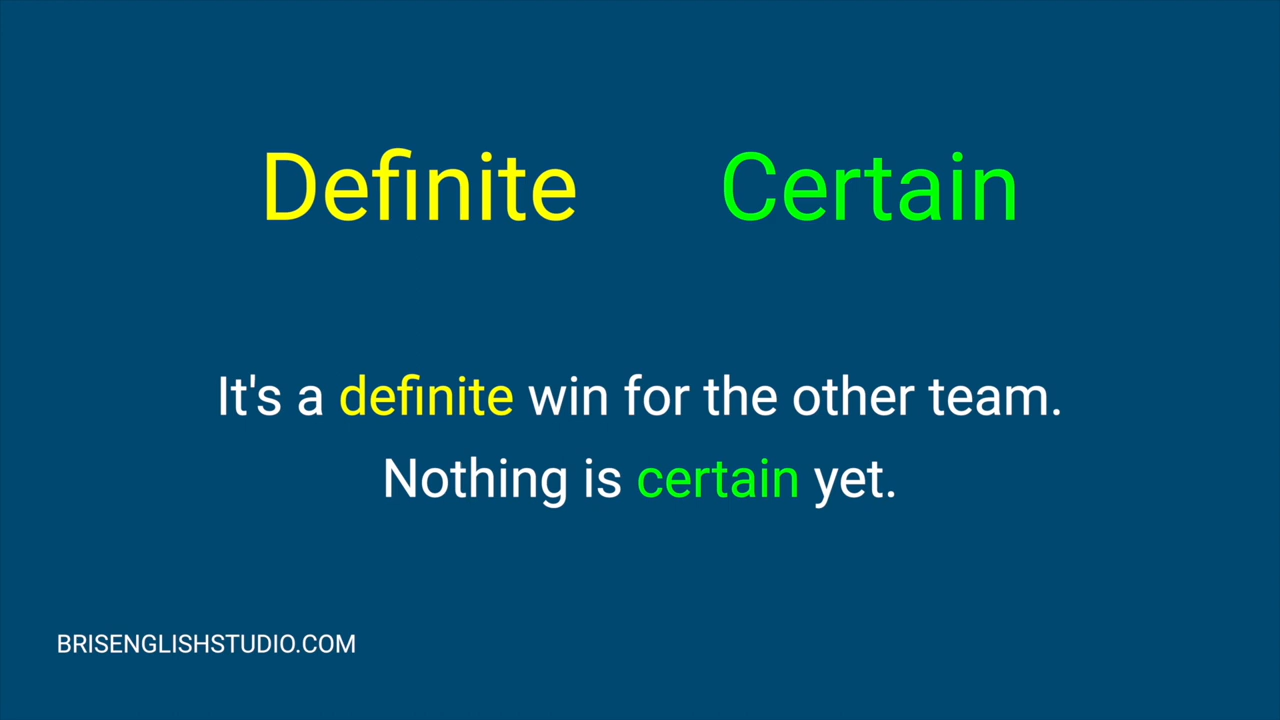 Definite Certain
It's a definite win for the other team.
Nothing is certain yet.
BRISENGLISHSTUDIO.COM